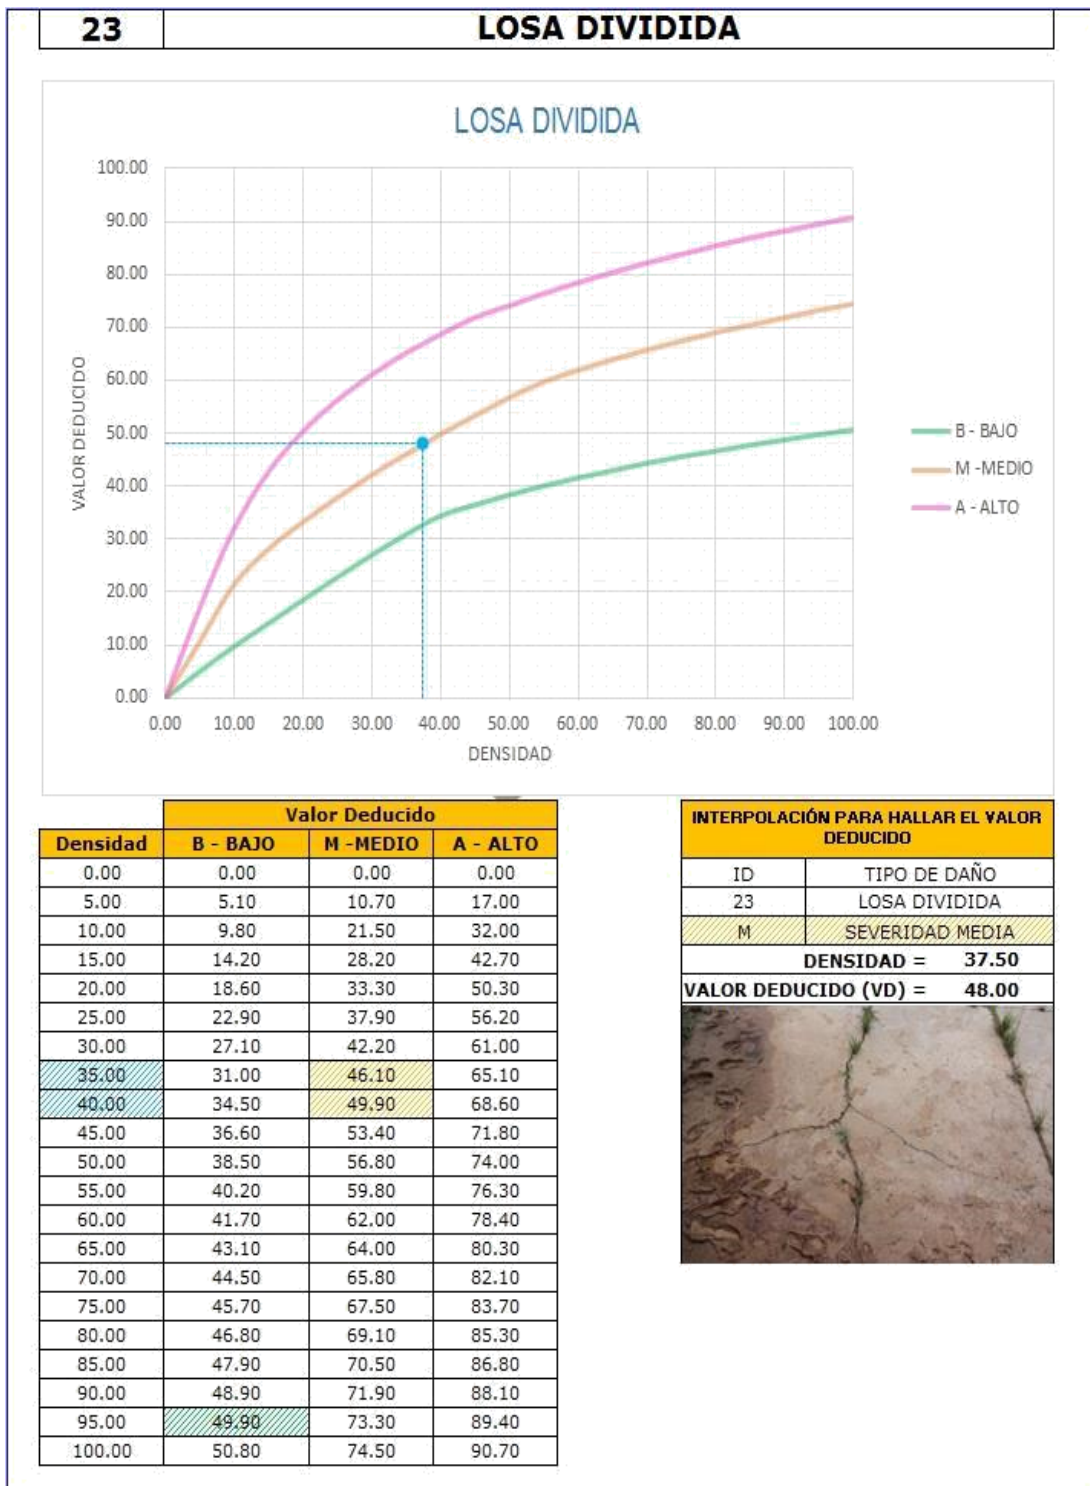 23 LOSA DIVIDIDA
LOSA DIVIDIDA
100.00
90.00
80.00
70.00
60.00
50.00
40.00
30.00
20.00
10.00
0.00
VALOR DEDUCIDO
0.00 10.00 20.00 30.00 40.00 50.00 60.00 70.00 80.00 90.00 100.00
DENSIDAD
B - BAJO
M -MEDIO
A - ALTO
Valor Deducido
Densidad B - BAJO M -MEDIO A - ALTO
0.00 0.00 0.00 0.00
5.00 5.10 10.70 17.00
10.00 9.80 21.50 32.00
15.00 14.20 28.20 42.70
20.00 18.60 33.30 50.30
25.00 22.90 37.90 56.20
30.00 27.10 42.20 61.00
35.00 31.00 46.10 65.10
40.00 34.50 49.90 68.60
45.00 36.60 53.40 71.80
50.00 38.50 56.80 74.00
55.00 40.20 59.80 76.30
60.00 41.70 62.00 78.40
65.00 43.10 64.00 80.30
70.00 44.50 65.80 82.10
75.00 45.70 67.50 83.70
80.00 46.80 69.10 85.30
85.00 47.90 70.50 86.80
90.00 48.90 71.90 88.10
95.00 49.90 73.30 89.40
100.00 50.80 74.50 90.70
INTERPOLACIÓN PARA HALLAR EL VALOR
DEDUCIDO
ID TIPO DE DAÑO
23 LOSA DIVIDIDA
M SEVERIDAD MEDIA
DENSIDAD = 37.50
VALOR DEDUCIDO (VD) = 48.00